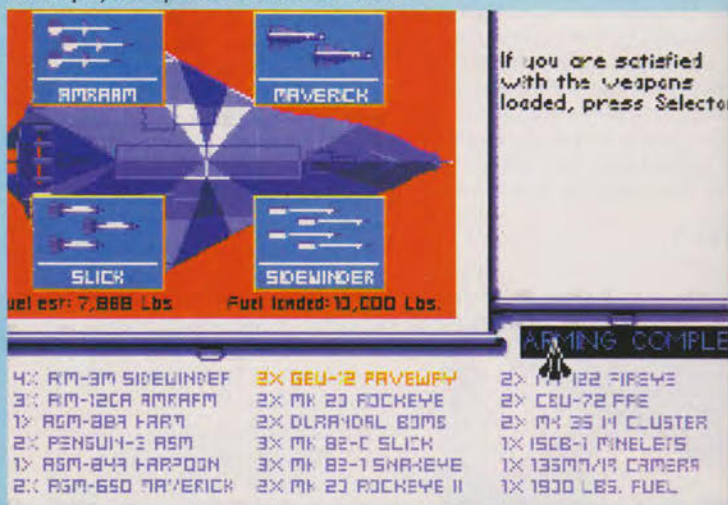 AMRAAM
MAVERICK
SLICK
SIDEWINDER
uel est: 7,868 Lbs
Fuel loaded: 13,000 Lbs.
If you are satisfied
with the weapons
loaded, press Selecto
ARMING COMPLE
4X AIM-9M SIDEWINDER
3X AIM-120A AMRAAM
1X AGM-88A HARM
2X PENGUIN-3 ASM
1X AGM-84A HARPOON
2X AGM-65D MAVERICK
2X GBU-12 PAVEWAY
2X MK 20 ROCKEYE
2X DURANDAL BOMB
3X MK 82-0 SLICK
3X MK 82-1 SNAKEYE
2X MK 20 ROCKEYE II
2X 122 FIREYE
2X CBU-72 FAE
2X MK 35 IN CLUSTER
1X ISCB-1 MINELETS
1X 135MM/IR CAMERA
1X 1900 LBS. FUEL